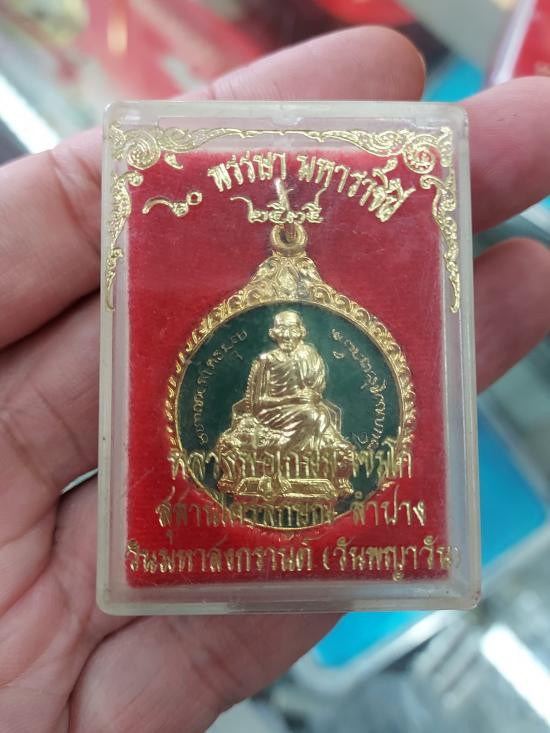 ๖๐ พรรษา มหาราชินี
๒๕๓๕
หลวงพ่อเกษม เขมโก
สุสานไตรลักษณ์ ลำปาง
วันมหาสงกรานต์ (วันพญาวัน)